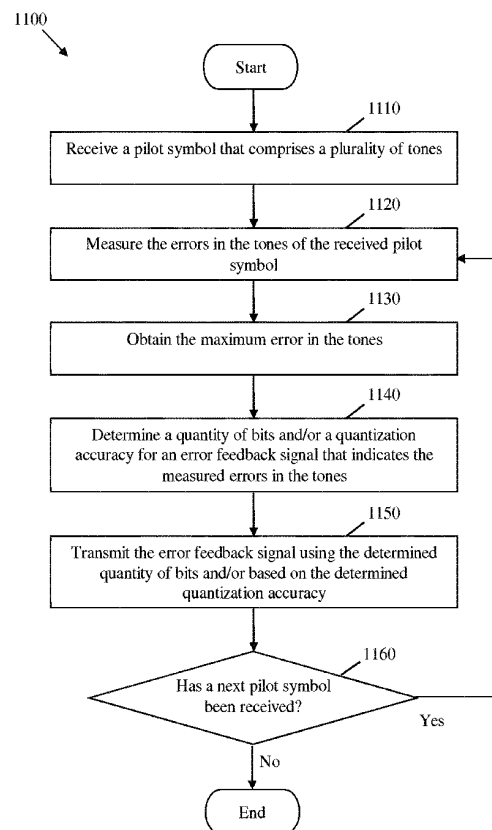 1100
Start
1110
Receive a pilot symbol that comprises a plurality of tones
1120
Measure the errors in the tones of the received pilot
symbol
1130
Obtain the maximum error in the tones
1140
Determine a quantity of bits and/or a quantization
accuracy for an error feedback signal that indicates the
measured errors in the tones
1150
Transmit the error feedback signal using the determined
quantity of bits and/or based on the determined
quantization accuracy
1160
Has a next pilot symbol
been received?
Yes
No
End